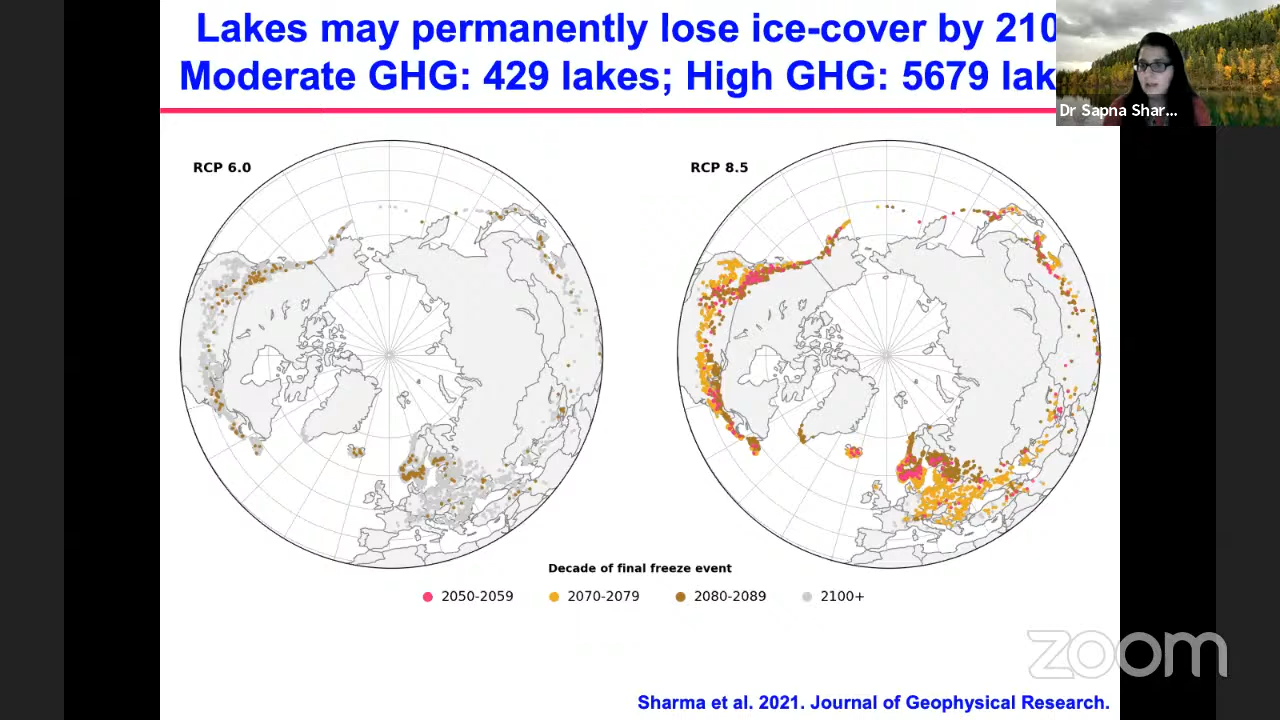 Lakes may permanently lose ice-cover by 210
Moderate GHG: 429 lakes; High GHG: 5679 lak
Dr Sapna Shar...
RCP 6.0
RCP 8.5
Decade of final freeze event
2050-2059
2070-2079
2080-2089
2100+
zoom
Sharma et al. 2021. Journal of Geophysical Research.